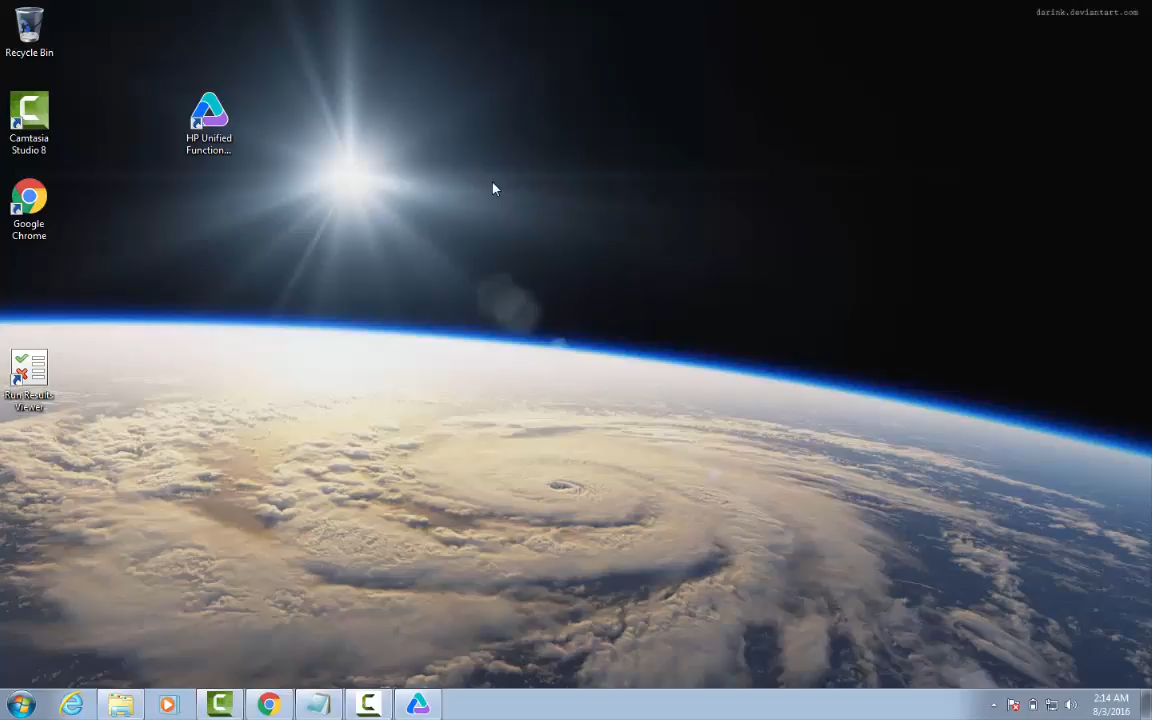 darink.deviantart.com
Recycle Bin
Camtasia
Studio 8
HP Unified
Function...
Google
Chrome
Run Results
Viewer
2:14 AM
8/3/2016